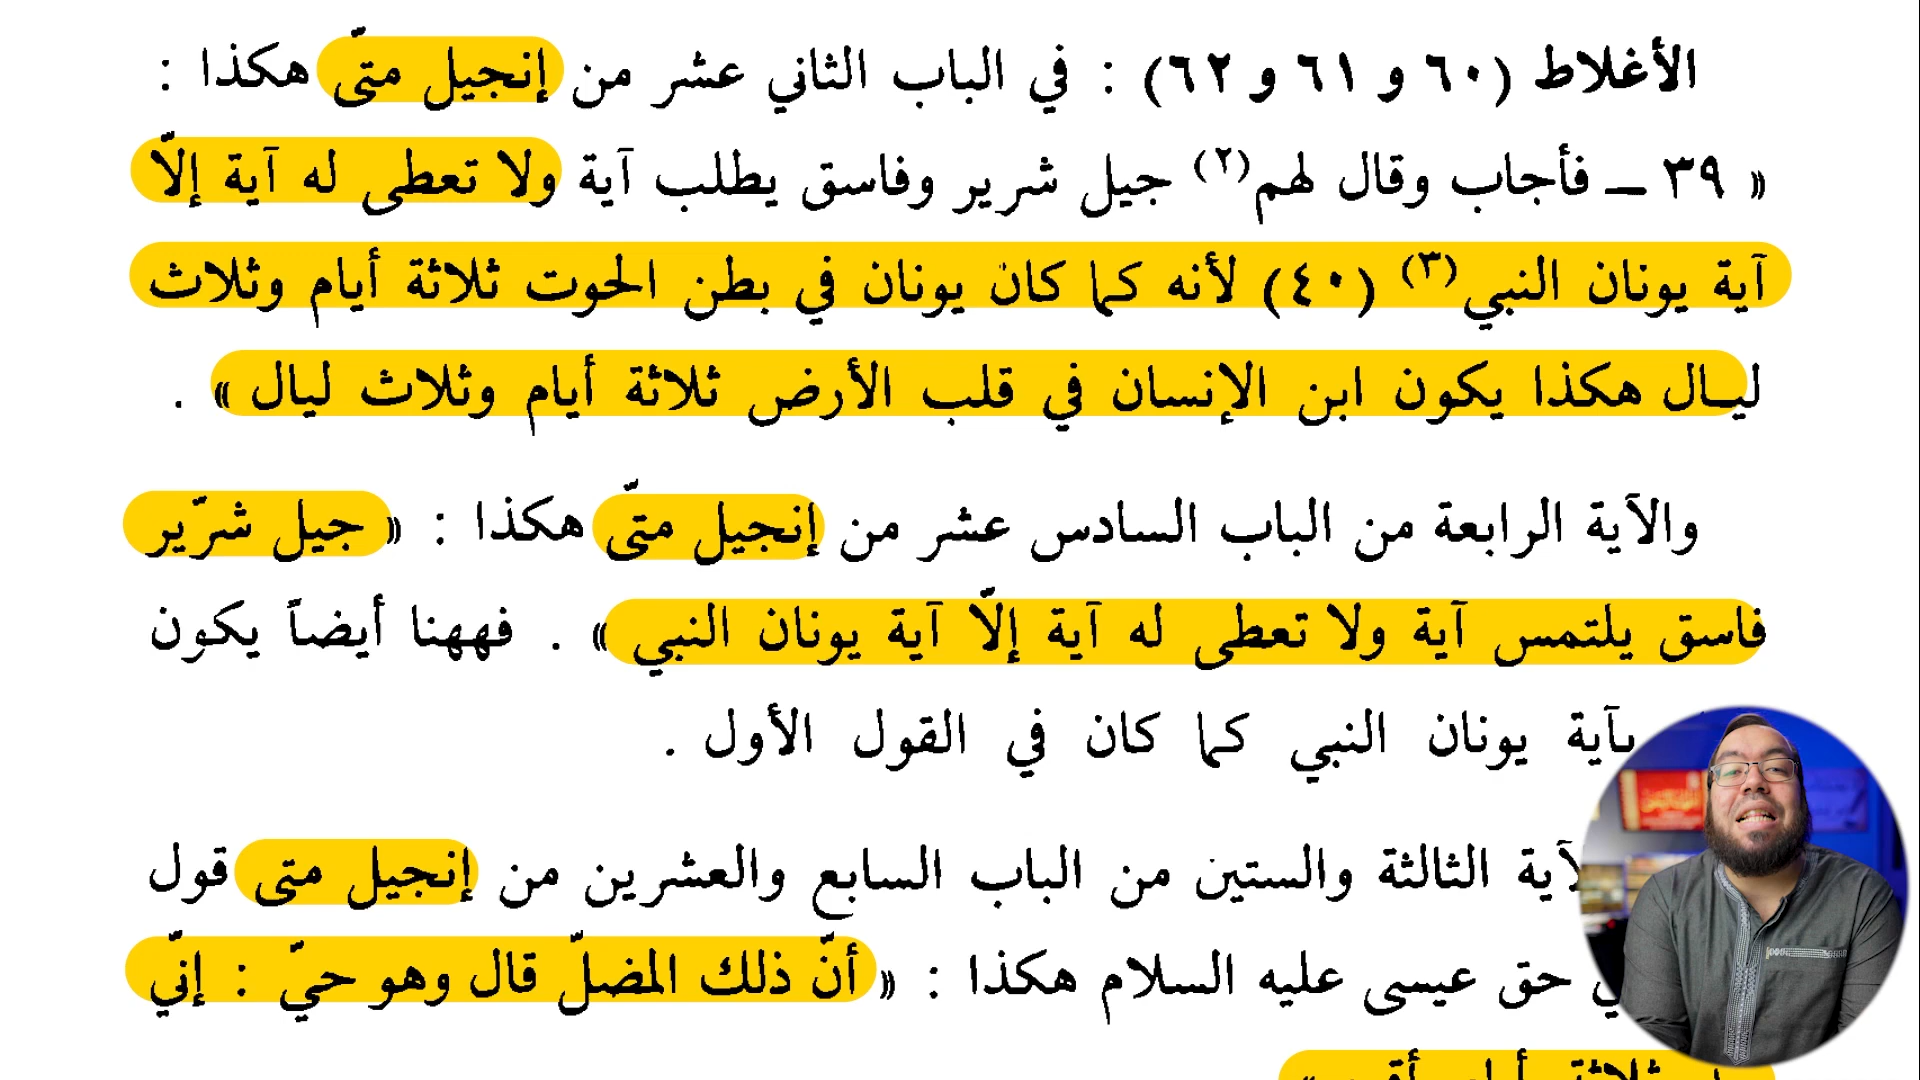 الأغلاط (٦٠ و ٦١ و ٦٢) : في الباب الثاني عشر من إنجيل متّى هكذا :
« ٣٩ ــ فأجاب وقال لهم(٢) جيل شرير وفاسق يطلب آية ولا تعطى له آية إلاّ
آية يونان النبي(٣) (٤٠) لأنه كما كان يونان في بطن الحوت ثلاثة أيام وثلاث
ليـال هكذا يكون ابن الإنسان في قلب الأرض ثلاثة أيام وثلاث ليال » .
والآية الرابعة من الباب السادس عشر من إنجيل متّى هكذا : « جيل شرّير
فاسق يلتمس آية ولا تعطى له آية إلاّ آية يونان النبي » . فههنا أيضاً يكون
بآية يونان النبي كما كان في القول الأول .
الثالثة والستين من الباب السابع والعشرين من إنجيل متى قول
حق عيسى عليه السلام هكذا : « أنّ ذلك المضلّ قال وهو حيّ : إنّي